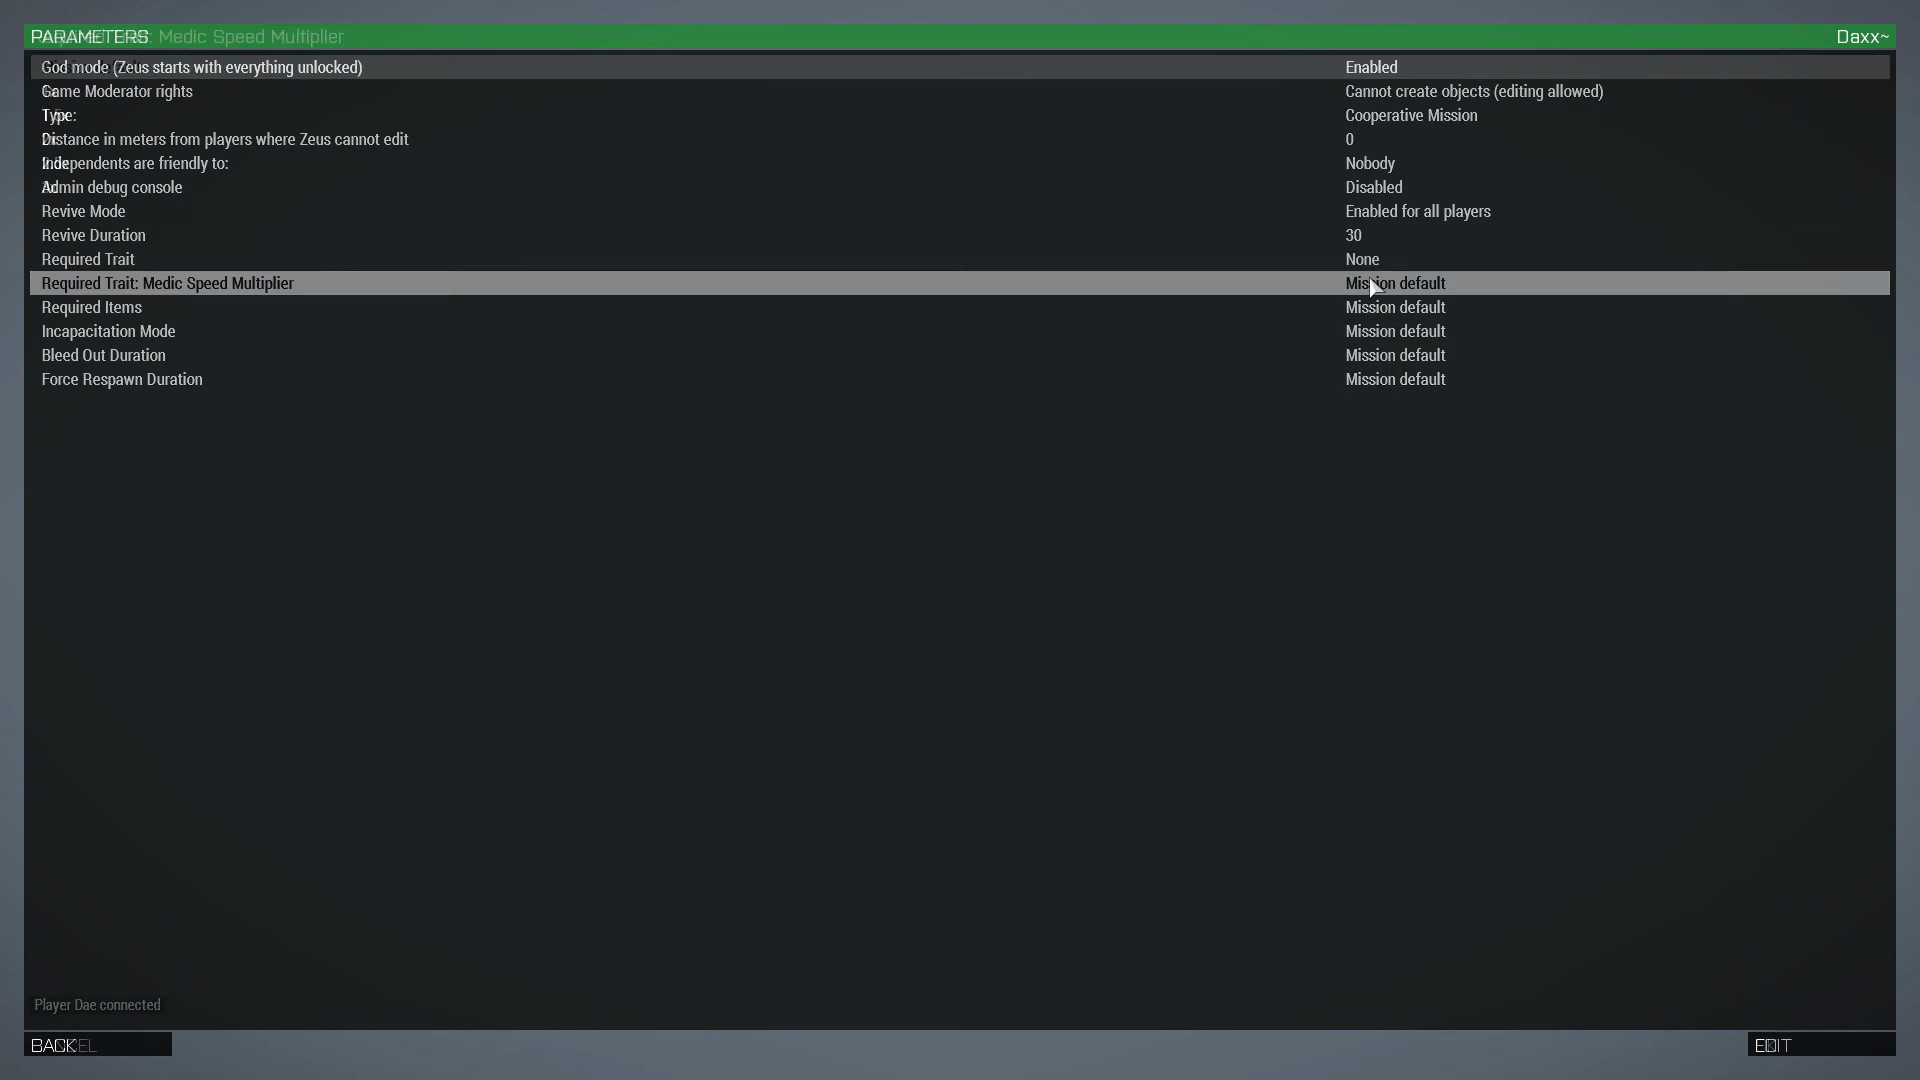 PARAMETERS: Medic Speed Multiplier Daxx~
God mode (Zeus starts with everything unlocked) Enabled
Game Moderator rights Cannot create objects (editing allowed)
Type: Cooperative Mission
Distance in meters from players where Zeus cannot edit 0
Independents are friendly to: Nobody
Admin debug console Disabled
Revive Mode Enabled for all players
Revive Duration 30
Required Trait None
Required Trait: Medic Speed Multiplier Mission default
Required Items Mission default
Incapacitation Mode Mission default
Bleed Out Duration Mission default
Force Respawn Duration Mission default
Player Dae connected
BACK EDIT